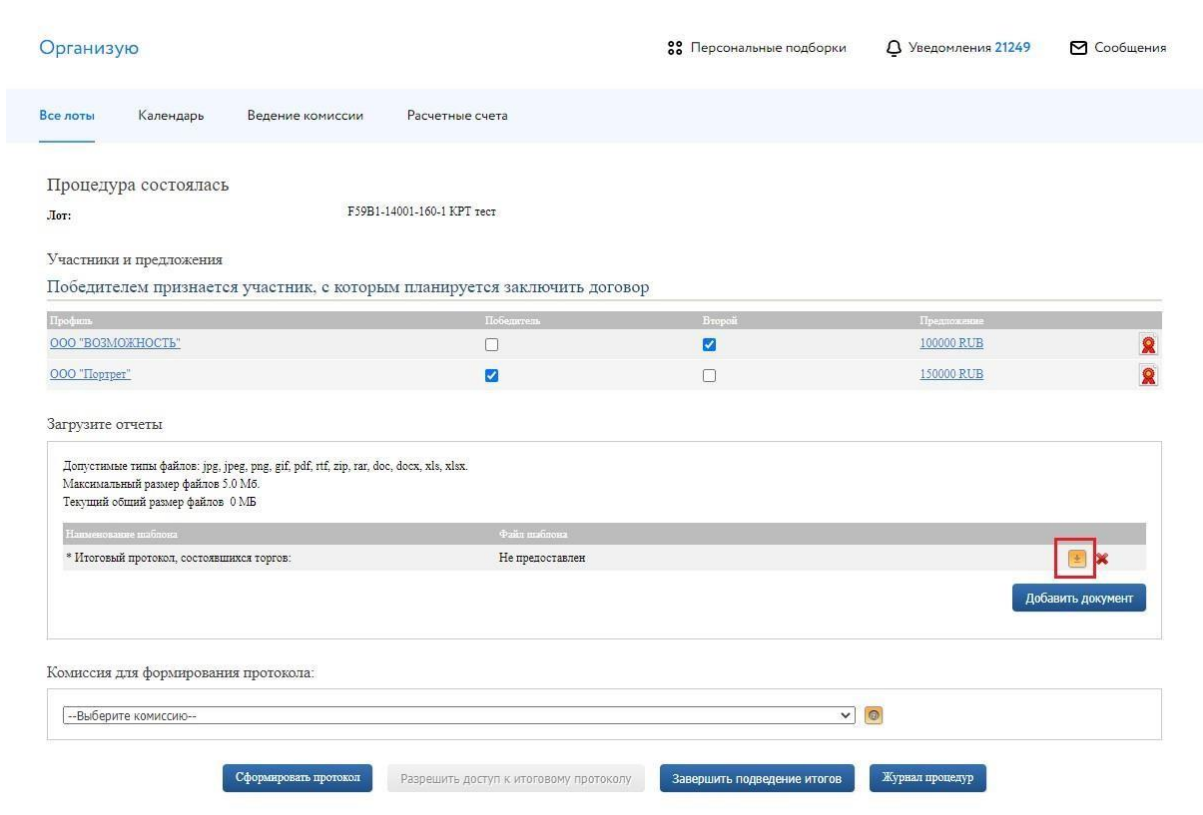 Организую
Персональные подборки Уведомления 21249 Сообщения
Все лоты Календарь Ведение комиссии Расчетные счета
Процедура состоялась
Лот: F59B1-14001-160-1 КРТ тест
Участники и предложения
Победителем признается участник, с которым планируется заключить договор
Профиль Победитель Второй Предложение
ООО "ВОЗМОЖНОСТЬ" 100000 RUB
ООО "Портрет" 150000 RUB
Загрузите отчеты
Допустимые типы файлов: jpg, jpeg, png, gif, pdf, rtf, zip, rar, doc, docx, xls, xlsx.
Максимальный размер файлов 5.0 Мб.
Текущий общий размер файлов 0 МБ
Наименование шаблона Файл шаблона
* Итоговый протокол, состоявшихся торгов: Не предоставлен
Добавить документ
Комиссия для формирования протокола:
--Выберите комиссию--
Сформировать протокол Разрешить доступ к итоговому протоколу Завершить подведение итогов Журнал процедур